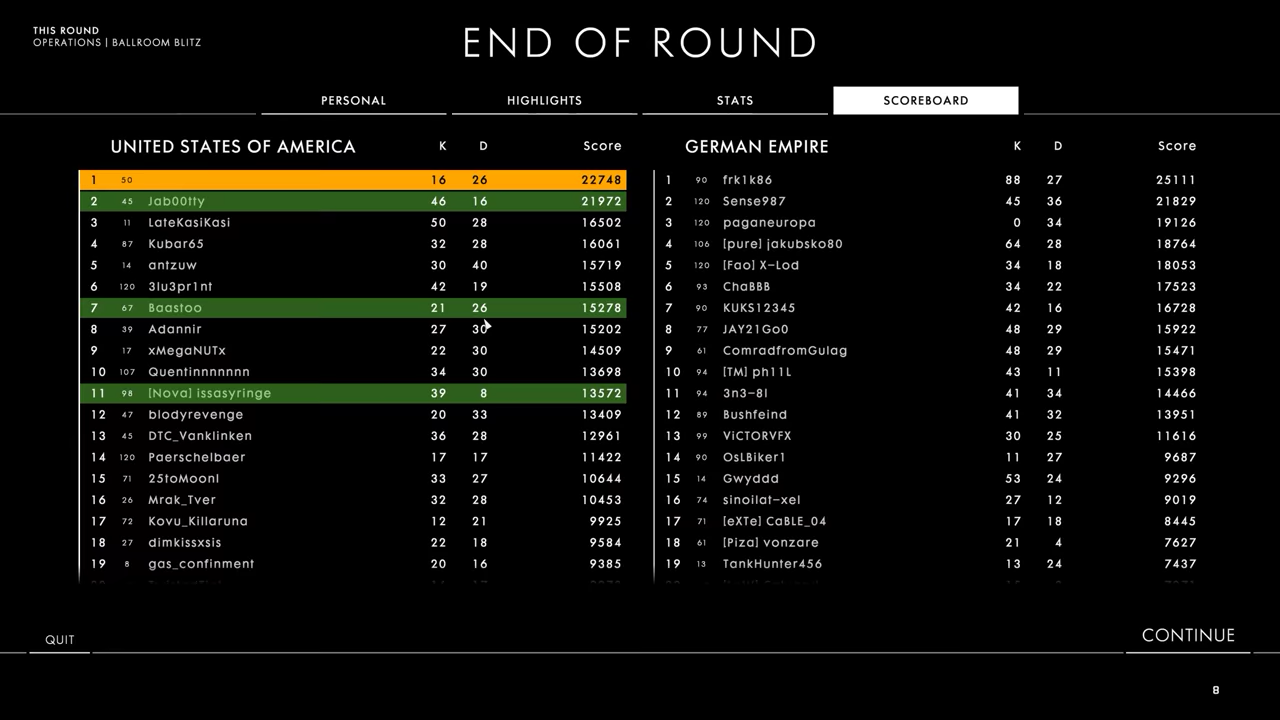 THIS ROUND
OPERATIONS | BALLROOM BLITZ
END OF ROUND
PERSONAL HIGHLIGHTS STATS SCOREBOARD
UNITED STATES OF AMERICA K D Score
1 50 16 26 22748
2 45 Jab00tty 46 16 21972
3 11 LateKasiKasi 50 28 16502
4 87 Kubar65 32 28 16061
5 14 antzuw 30 40 15719
6 120 3lu3pr1nt 42 19 15508
7 67 Baastoo 21 26 15278
8 39 Adannir 27 30 15202
9 17 xMegaNUTx 22 30 14509
10 107 Quentinnnnnnn 34 30 13698
11 98 [Nova] issasyringe 39 8 13572
12 47 blodyrevenge 20 33 13409
13 45 DTC_Vanklinken 36 28 12961
14 120 Paerschelbaer 17 17 11422
15 71 25toMoonl 33 27 10644
16 26 Mrak_Tver 32 28 10453
17 72 Kovu_Killaruna 12 21 9925
18 27 dimkissxsis 22 18 9584
19 8 gas_confinment 20 16 9385
GERMAN EMPIRE K D Score
1 90 frk1k86 88 27 25111
2 120 Sense987 45 36 21829
3 120 paganeuropa 0 34 19126
4 106 [pure] jakubsko80 64 28 18764
5 120 [Fao] X-Lod 34 18 18053
6 93 ChaBBB 34 22 17523
7 90 KUKS12345 42 16 16728
8 77 JAY21Go0 48 29 15922
9 61 ComradfromGulag 48 29 15471
10 94 [TM] ph11L 43 11 15398
11 94 3n3-8l 41 34 14466
12 89 Bushfeind 41 32 13951
13 99 ViCTORVFX 30 25 11616
14 90 OsLBiker1 11 27 9687
15 14 Gwyddd 53 24 9296
16 74 sinoilat-xel 27 12 9019
17 71 [eXTe] CaBLE_04 17 18 8445
18 61 [Piza] vonzare 21 4 7627
19 13 TankHunter456 13 24 7437
QUIT
CONTINUE
8